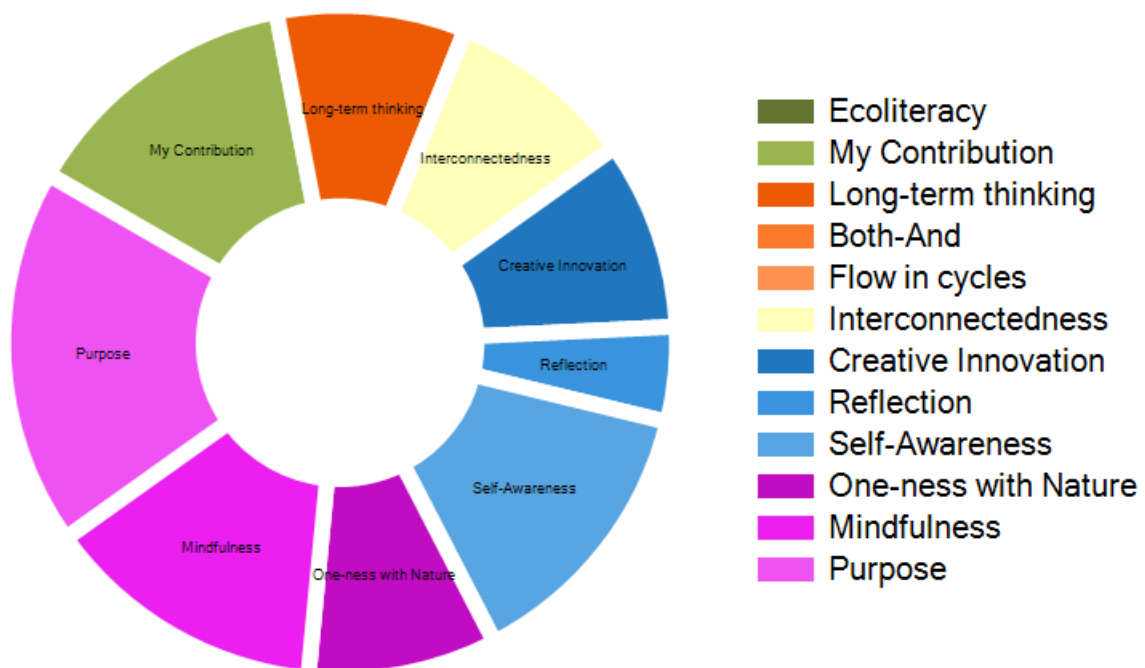 Long-term thinking
My Contribution
Interconnectedness
Creative Innovation
Purpose
Reflection
Self-Awareness
Mindfulness
One-ness with Nature
Ecoliteracy
My Contribution
Long-term thinking
Both-And
Flow in cycles
Interconnectedness
Creative Innovation
Reflection
Self-Awareness
One-ness with Nature
Mindfulness
Purpose